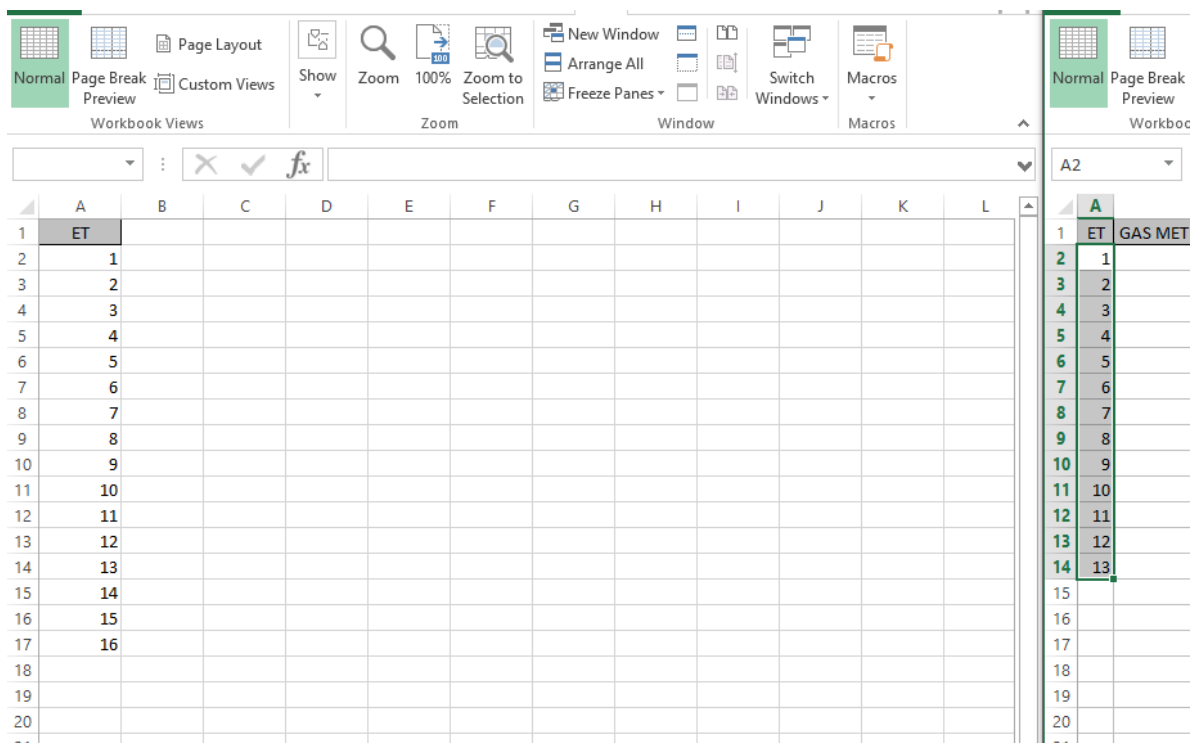 Normal Page Break Preview Page Layout Custom Views
Workbook Views
Show
Zoom 100% Zoom to Selection
Zoom
New Window
Arrange All
Freeze Panes
Switch Windows
Window
Macros
Macros
fx
A B C D E F G H I J K L
1 ET
2 1
3 2
4 3
5 4
6 5
7 6
8 7
9 8
10 9
11 10
12 11
13 12
14 13
15 14
16 15
17 16
18
19
20
Normal Page Break Preview
Workboo
A2
A
1 ET GAS MET
2 1
3 2
4 3
5 4
6 5
7 6
8 7
9 8
10 9
11 10
12 11
13 12
14 13
15
16
17
18
19
20